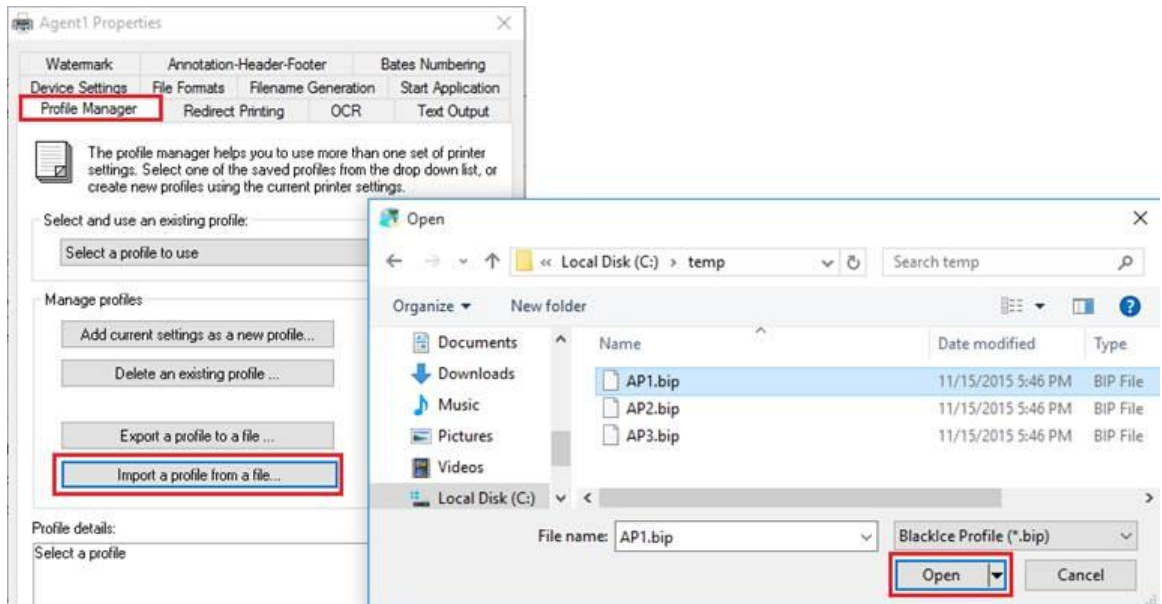 Agent1 Properties
Watermark Annotation-Header-Footer Bates Numbering
Device Settings File Formats Filename Generation Start Application
Profile Manager Redirect Printing OCR Text Output
The profile manager helps you to use more than one set of printer
settings. Select one of the saved profiles from the drop down list, or
create new profiles using the current printer settings.
Select and use an existing profile:
Select a profile to use
Manage profiles
Add current settings as a new profile...
Delete an existing profile ...
Export a profile to a file ...
Import a profile from a file...
Profile details:
Select a profile
Open
« Local Disk (C:) › temp
Search temp
Organize New folder
Documents
Downloads
Music
Pictures
Videos
Local Disk (C:)
Name Date modified Type
AP1.bip 11/15/2015 5:46 PM BIP File
AP2.bip 11/15/2015 5:46 PM BIP File
AP3.bip 11/15/2015 5:46 PM BIP File
File name: AP1.bip BlackIce Profile (*.bip)
Open Cancel